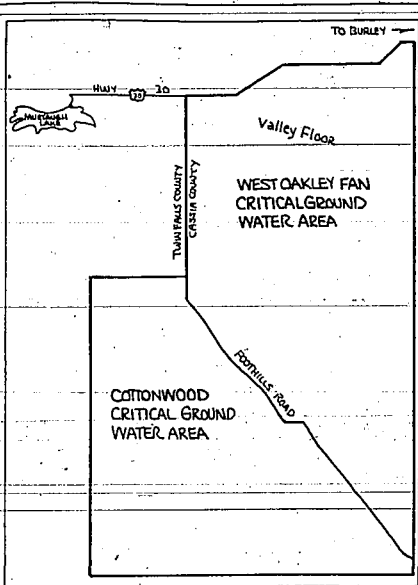 TO BURLEY
HWY 30 30
MURTAUGH
LAKE
Valley Floor
TWIN FALLS COUNTY
CASSIA COUNTY
WEST OAKLEY FAN
CRITICAL GROUND
WATER AREA
FOOTHILLS ROAD
COTTONWOOD
CRITICAL GROUND
WATER AREA